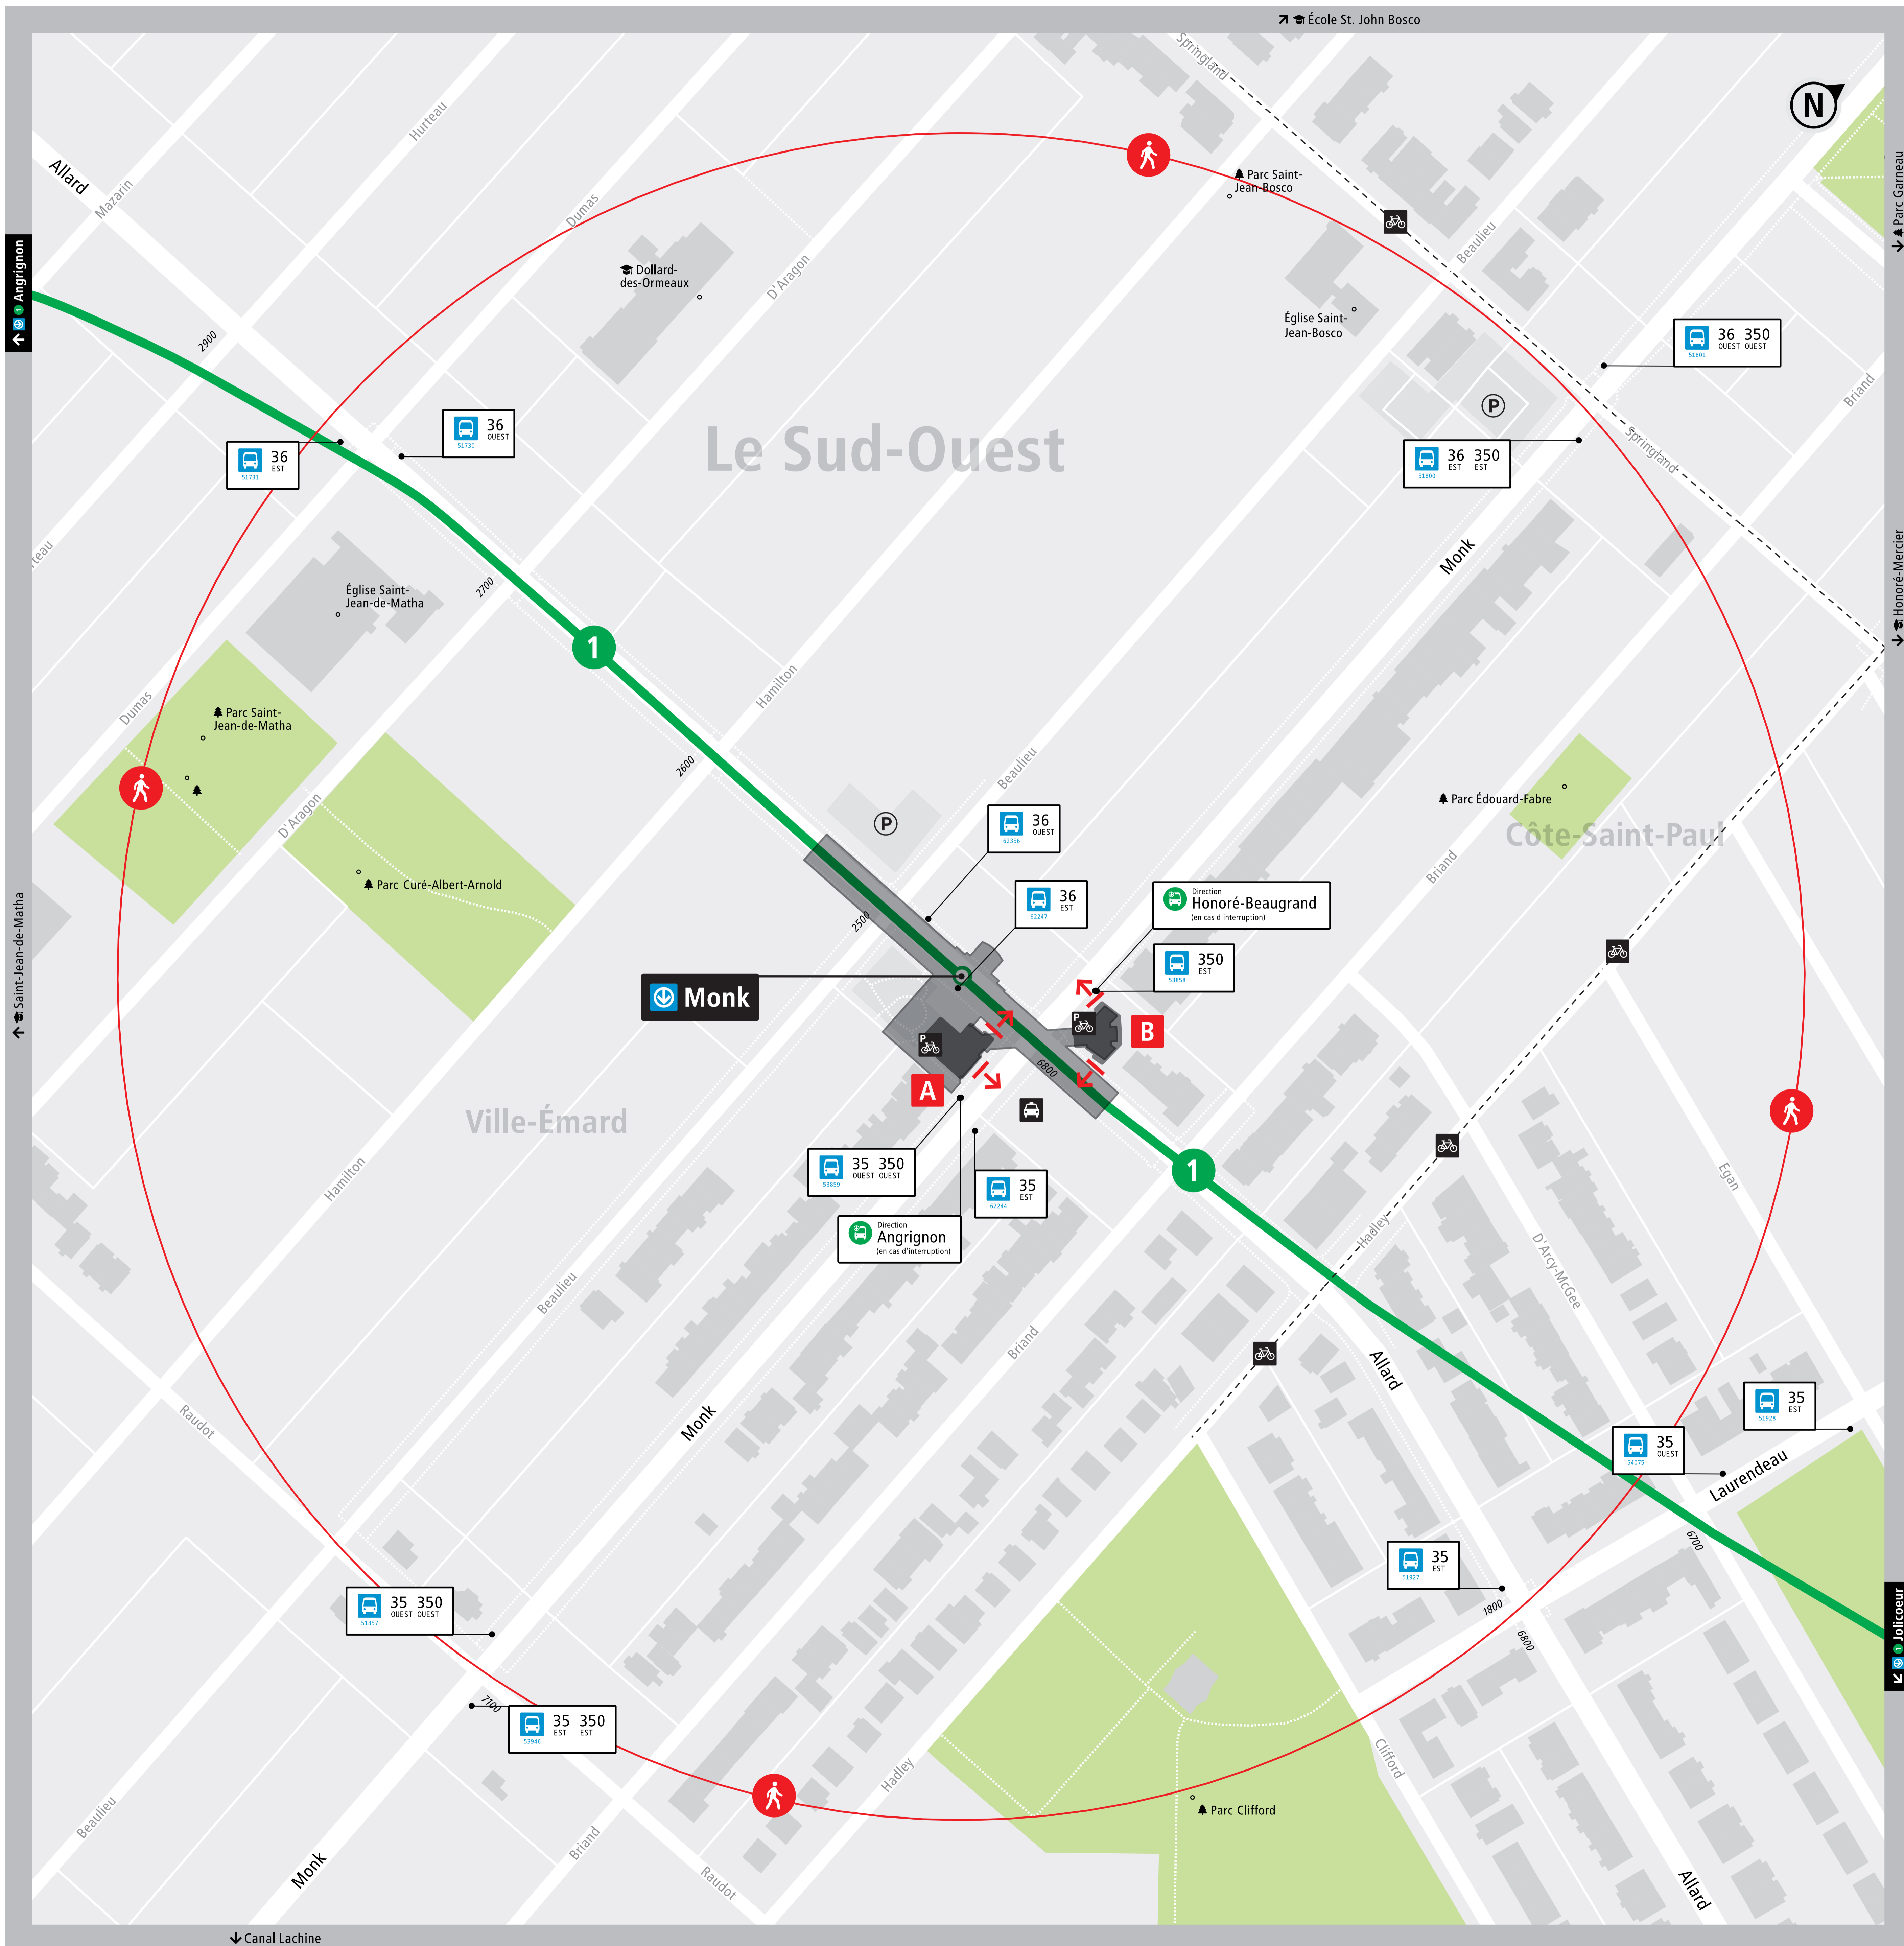 École St. John Bosco
Springland
N
Hurteau
Allard
Mazarin
Dumas
Parc Saint-
Jean-Bosco
Parc Garneau
Angrignon
1
Beaulieu
D'Aragon
Dollard-
des-Ormeaux
Église Saint-
Jean-Bosco
2900
36 350
OUEST OUEST
51801
P
Briand
36
OUEST
51730
Le Sud-Ouest
36
EST
51731
36 350
EST EST
51800
Springland
Monk
Honoré-Mercier
rteau
Église Saint-
Jean-de-Matha
2700
1
Hamilton
Dumas
Parc Saint-
Jean-de-Matha
2600
Beaulieu
Parc Édouard-Fabre
Côte-Saint-Paul
D'Aragon
P
36
OUEST
62356
Briand
Parc Curé-Albert-Arnold
Saint-Jean-de-Matha
2500
36
EST
62247
Direction
Honoré-Beaugrand
(en cas d'interruption)
350
EST
53858
Monk
P
B
P
6800
A
Ville-Émard
35 350
OUEST OUEST
53859
35
EST
62244
1
Hamilton
Egan
Direction
Angrignon
(en cas d'interruption)
Hadley
D'Arcy-McGee
Beaulieu
Briand
Allard
Raudot
Monk
35
EST
51928
35
OUEST
54075
Laurendeau
6700
35
EST
51927
1800
6800
35 350
OUEST OUEST
51857
1
Jolicoeur
7100
35 350
EST EST
53946
Hadley
Clifford
Parc Clifford
Beaulieu
Briand
Monk
Raudot
Allard
Canal Lachine